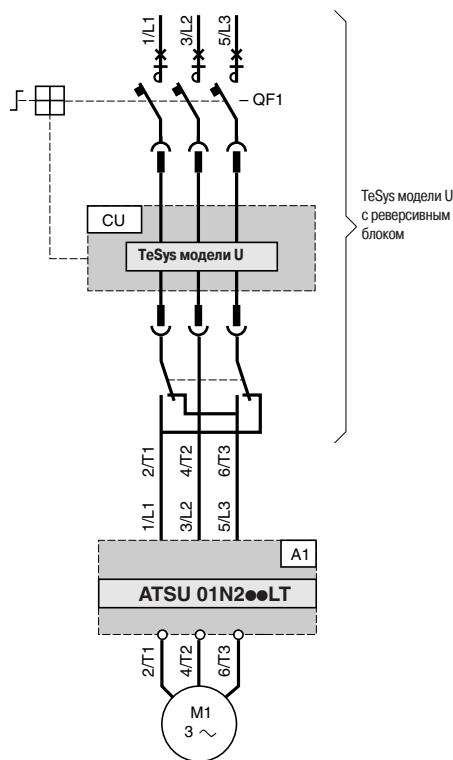 1/L1 3/L2 5/L3
QF1
CU
TeSys модели U
TeSys модели U
с реверсивным
блоком
2/T1 4/T2 6/T3
1/L1 3/L2 5/L3
A1
ATSU 01N2●●LT
2/T1 4/T2 6/T3
M1
3 ~